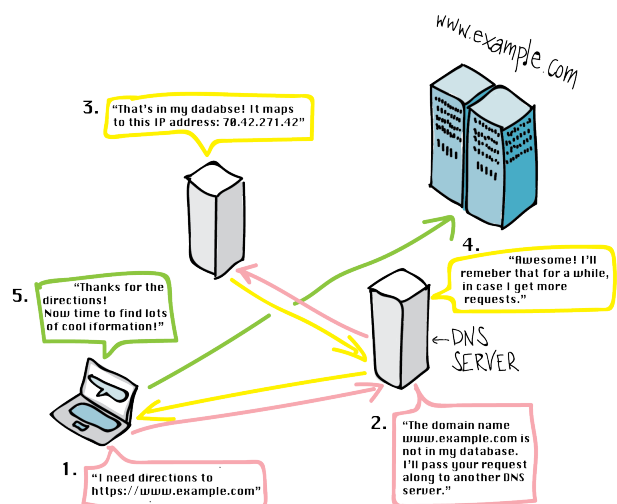 www.example.com
3.
“That's in my dadabse! It maps
to this IP address: 70.42.271.42”
4.
“Awesome! I'll
remeber that for a while,
in case I get more
requests.”
5.
“Thanks for the
directions!
Now time to find lots
of cool iformation!”
←DNS
SERVER
2.
“The domain name
www.example.com is
not in my database.
I'll pass your request
along to another DNS
server.”
1.
“I need directions to
https://www.example.com”